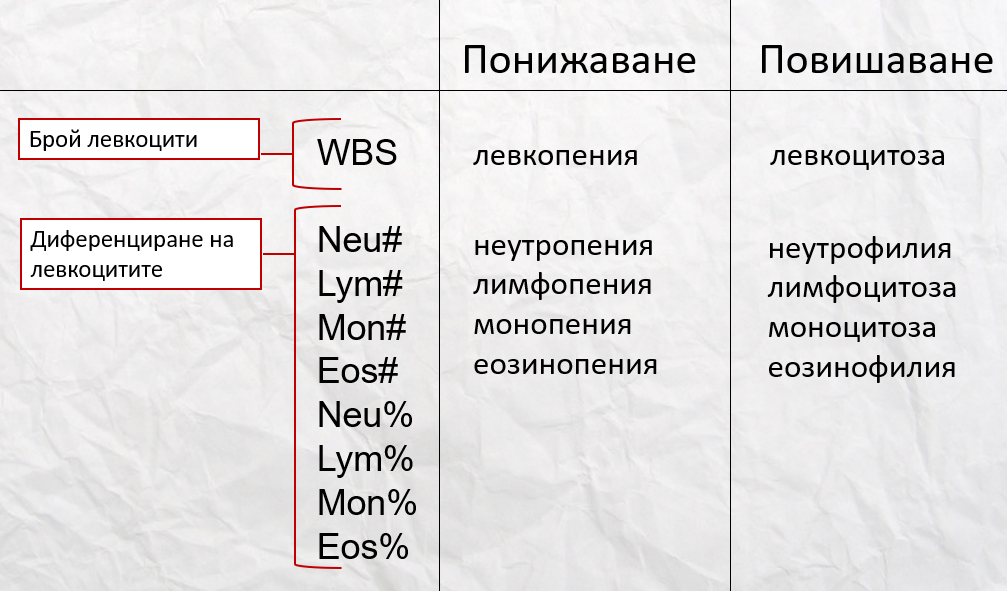 Понижаване Повишаване
Брой левкоцити WBS левкопения левкоцитоза
Диференциране на
левкоцитите
Neu# неутропения неутрофилия
Lym# лимфопения лимфоцитоза
Mon# монопения моноцитоза
Eos# еозинопения еозинофилия
Neu%
Lym%
Mon%
Eos%